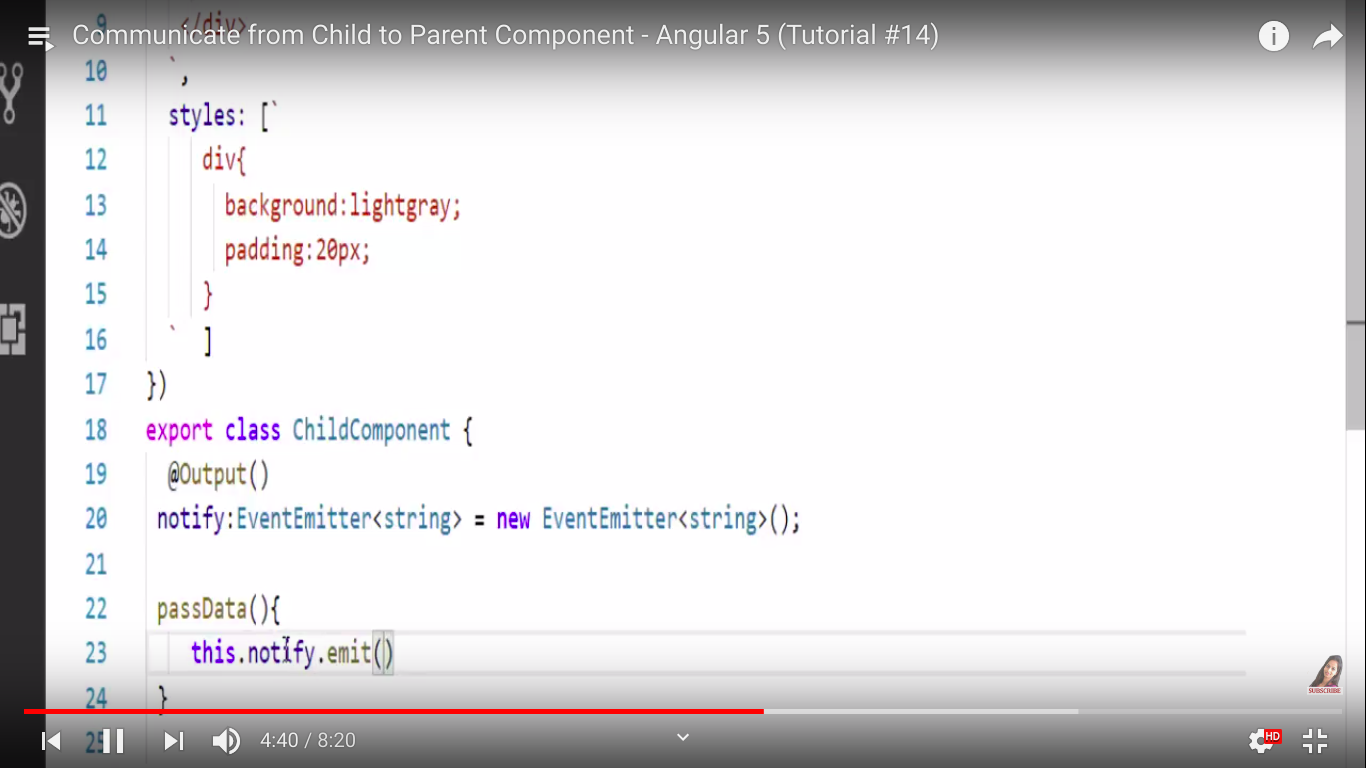 9 </div>
Communicate from Child to Parent Component - Angular 5 (Tutorial #14)
10 `,
11 styles: [`
12 div{
13 background:lightgray;
14 padding:20px;
15 }
16 ` ]
17 })
18 export class ChildComponent {
19 @Output()
20 notify:EventEmitter<string> = new EventEmitter<string>();
21
22 passData(){
23 this.notify.emit()
24 }
SUBSCRIBE
25
4:40 / 8:20
HD